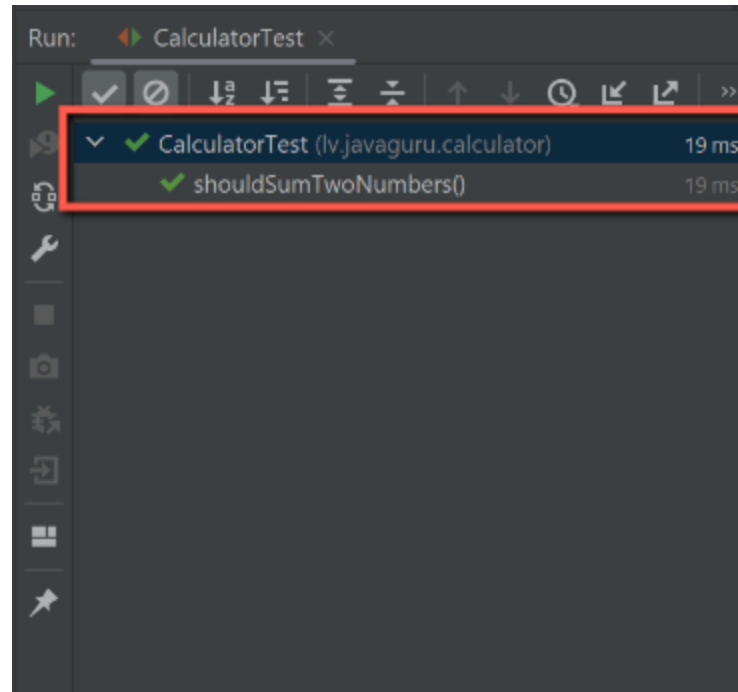 Run: CalculatorTest
CalculatorTest (lv.javaguru.calculator) 19 ms
shouldSumTwoNumbers() 19 ms